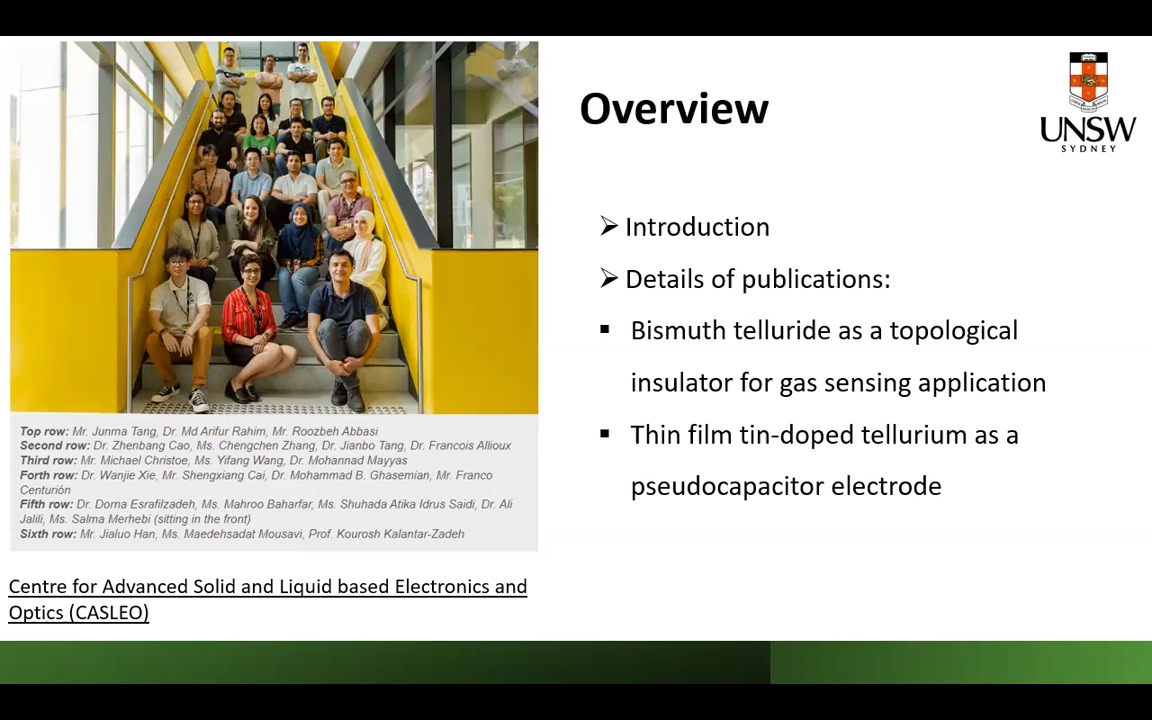 Overview
UNSW
SYDNEY
Introduction
Details of publications:
Bismuth telluride as a topological
insulator for gas sensing application
Thin film tin-doped tellurium as a
pseudocapacitor electrode
Top row: Mr. Junma Tang, Dr. Md Arifur Rahim, Mr. Roozbeh Abbasi
Second row: Dr. Zhenbang Cao, Ms. Chengchen Zhang, Dr. Jianbo Tang, Dr. Francois Allioux
Third row: Mr. Michael Christoe, Ms. Yifang Wang, Dr. Mohannad Mayyas
Forth row: Dr. Wanjie Xie, Mr. Shengxiang Cai, Dr. Mohammad B. Ghasemian, Mr. Franco
Centurión
Fifth row: Dr. Dorna Esrafilzadeh, Ms. Mahroo Baharfar, Ms. Shuhada Atika Idrus Saidi, Dr. Ali
Jalili, Ms. Salma Merhebi (sitting in the front)
Sixth row: Mr. Jialuo Han, Ms. Maedehsadat Mousavi, Prof. Kourosh Kalantar-Zadeh
Centre for Advanced Solid and Liquid based Electronics and
Optics (CASLEO)